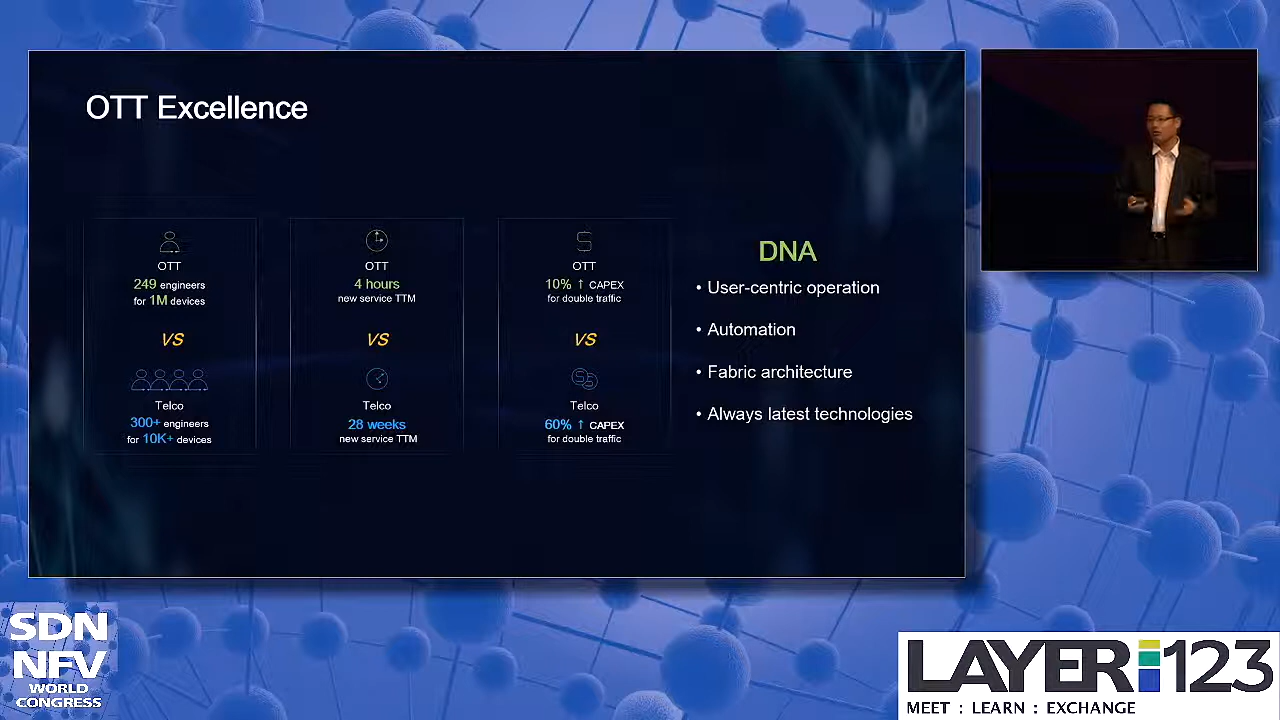 OTT Excellence
OTT
249 engineers
for 1M devices
VS
Telco
300+ engineers
for 10K+ devices
OTT
4 hours
new service TTM
VS
Telco
28 weeks
new service TTM
OTT
10% ↑ CAPEX
for double traffic
VS
Telco
60% ↑ CAPEX
for double traffic
DNA
• User-centric operation
• Automation
• Fabric architecture
• Always latest technologies
SDN
NFV
WORLD
CONGRESS
LAYER123
MEET : LEARN : EXCHANGE